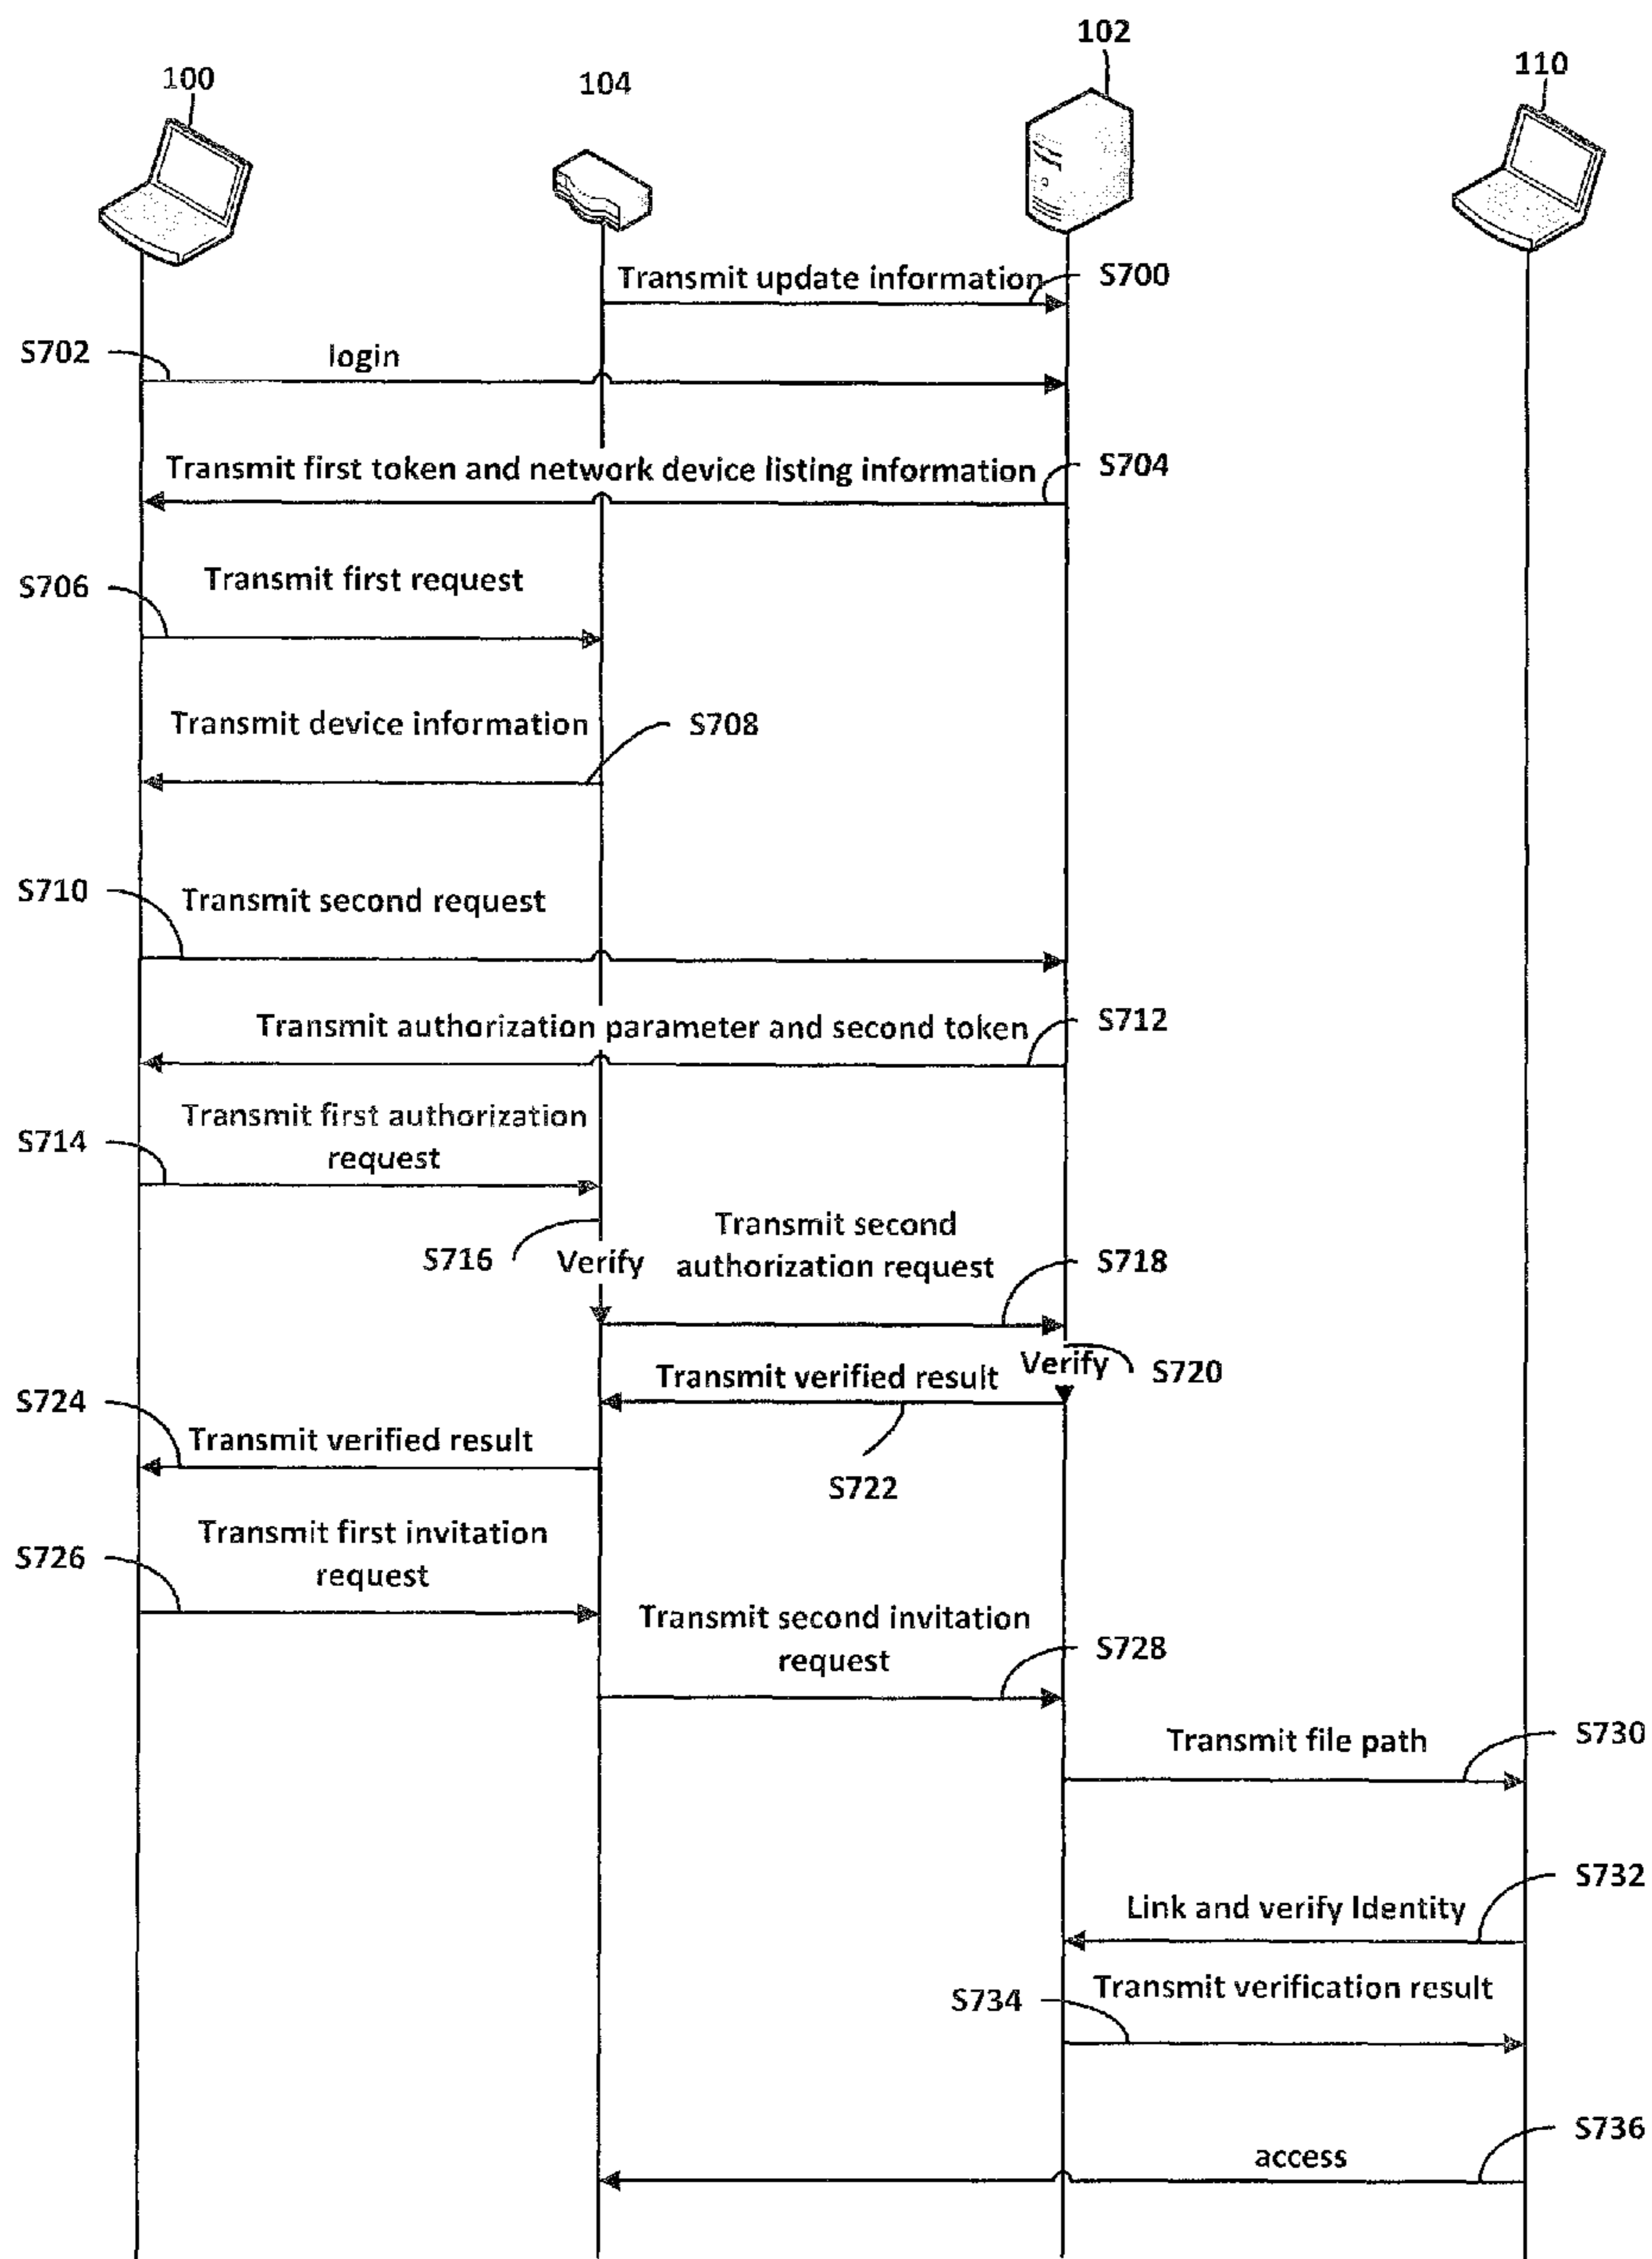 102
100
104
110
Transmit update information
S700
S702
login
Transmit first token and network device listing information
S704
Transmit first request
S706
Transmit device information
S708
S710
Transmit second request
Transmit authorization parameter and second token
S712
Transmit first authorization
request
S714
Transmit second
authorization request
S716
Verify
S718
Verify
S720
Transmit verified result
S724
Transmit verified result
S722
Transmit first invitation
request
S726
Transmit second invitation
request
S728
Transmit file path
S730
S732
Link and verify Identity
Transmit verification result
S734
S736
access